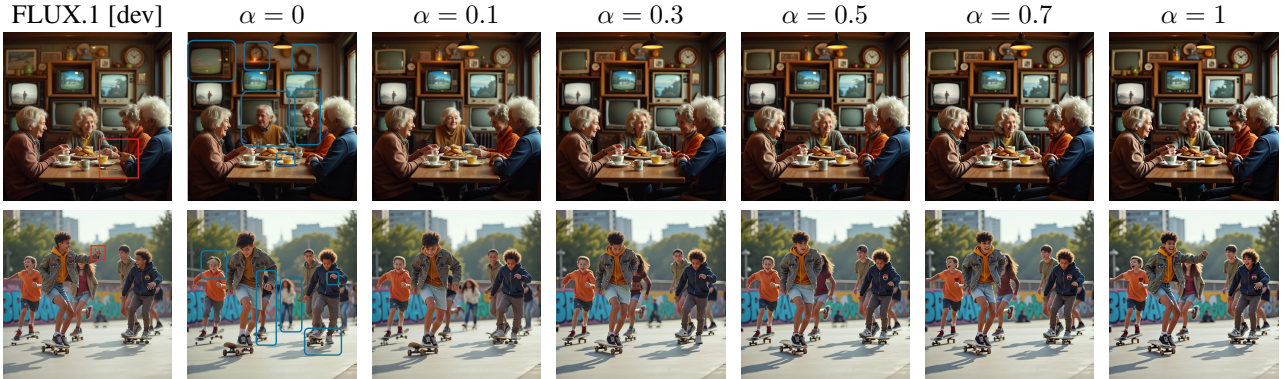 FLUX.1 [dev] α = 0 α = 0.1 α = 0.3 α = 0.5 α = 0.7 α = 1